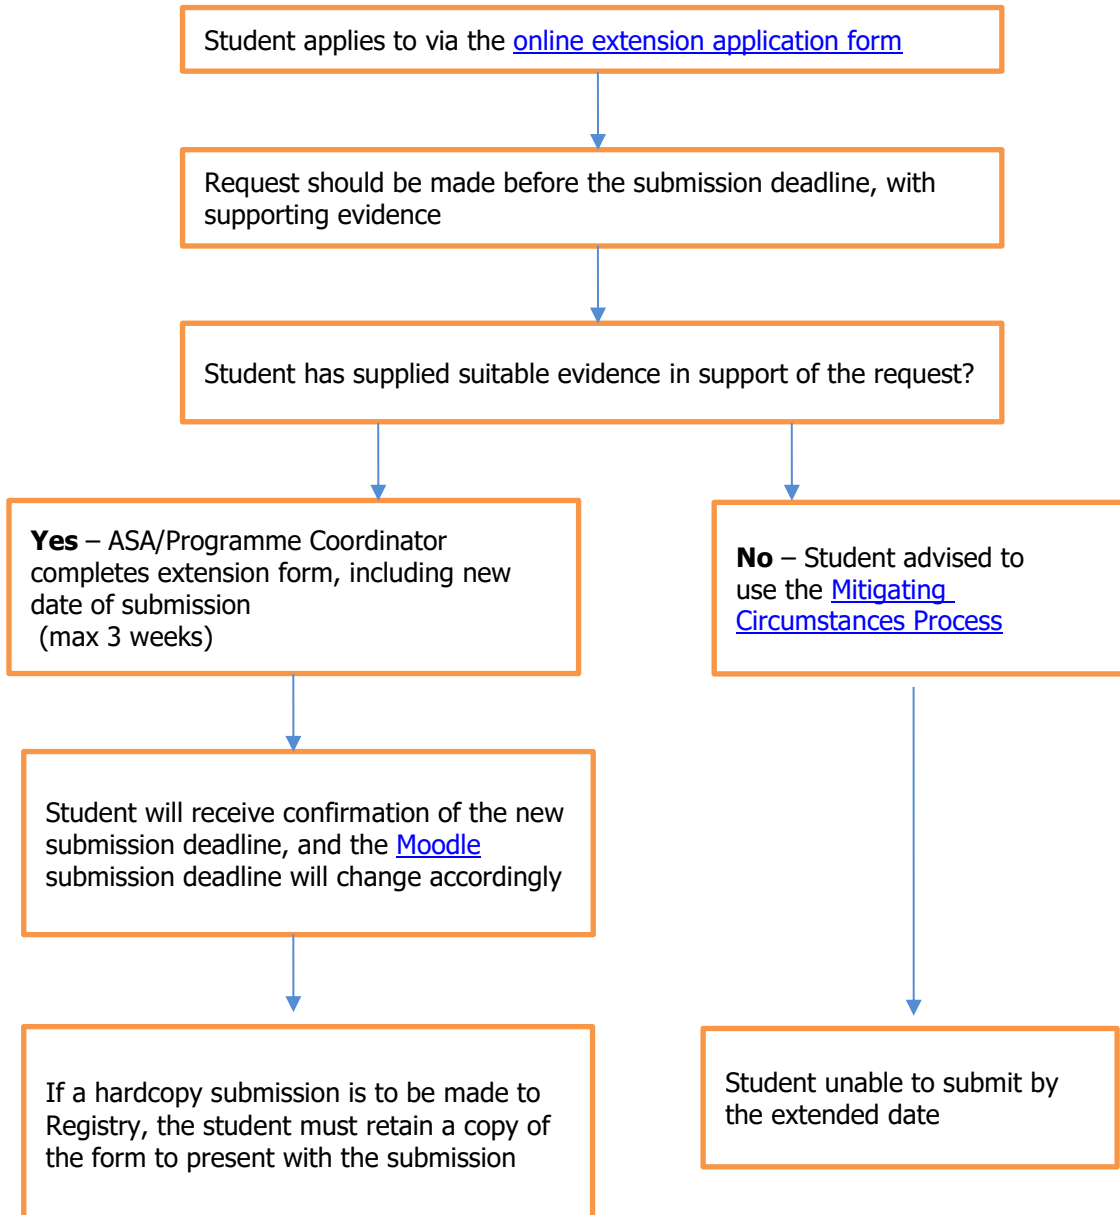 Student applies to via the online extension application form
Request should be made before the submission deadline, with
supporting evidence
Student has supplied suitable evidence in support of the request?
Yes – ASA/Programme Coordinator
completes extension form, including new
date of submission
(max 3 weeks)
No – Student advised to
use the Mitigating
Circumstances Process
Student will receive confirmation of the new
submission deadline, and the Moodle
submission deadline will change accordingly
If a hardcopy submission is to be made to
Registry, the student must retain a copy of
the form to present with the submission
Student unable to submit by
the extended date